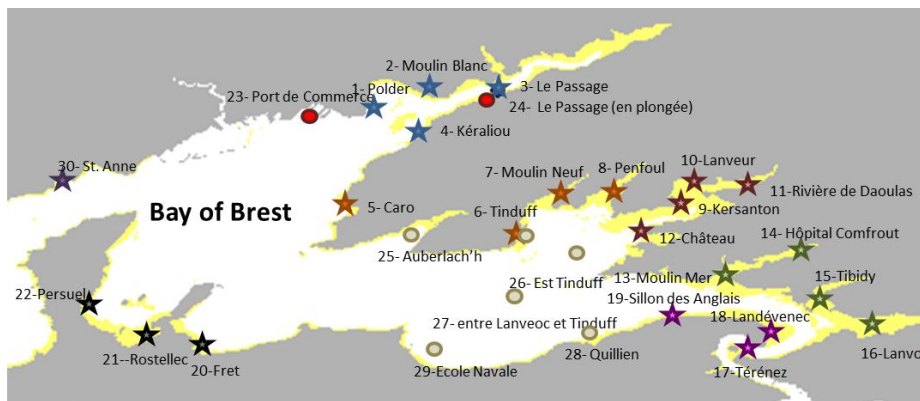 2- Moulin Blanc
1- Polder
3- Le Passage
23- Port de Commerce
24- Le Passage (en plongée)
4- Kéraliou
30- St. Anne
7- Moulin Neuf
8- Penfoul
10- Lanveur
11-Rivière de Daoulas
Bay of Brest
5- Caro
6- Tinduff
9-Kersanton
12-Château
14- Hôpital Comfrout
25- Auberlach'h
26- Est Tinduff
13-Moulin Mer
15-Tibidy
22-Persuel
19-Sillon des Anglais
27- entre Lanveoc et Tinduff
18-Landévenec
21--Rostellec
20-Fret
28- Quillien
16-Lanvo
29-Ecole Navale
17-Térénez